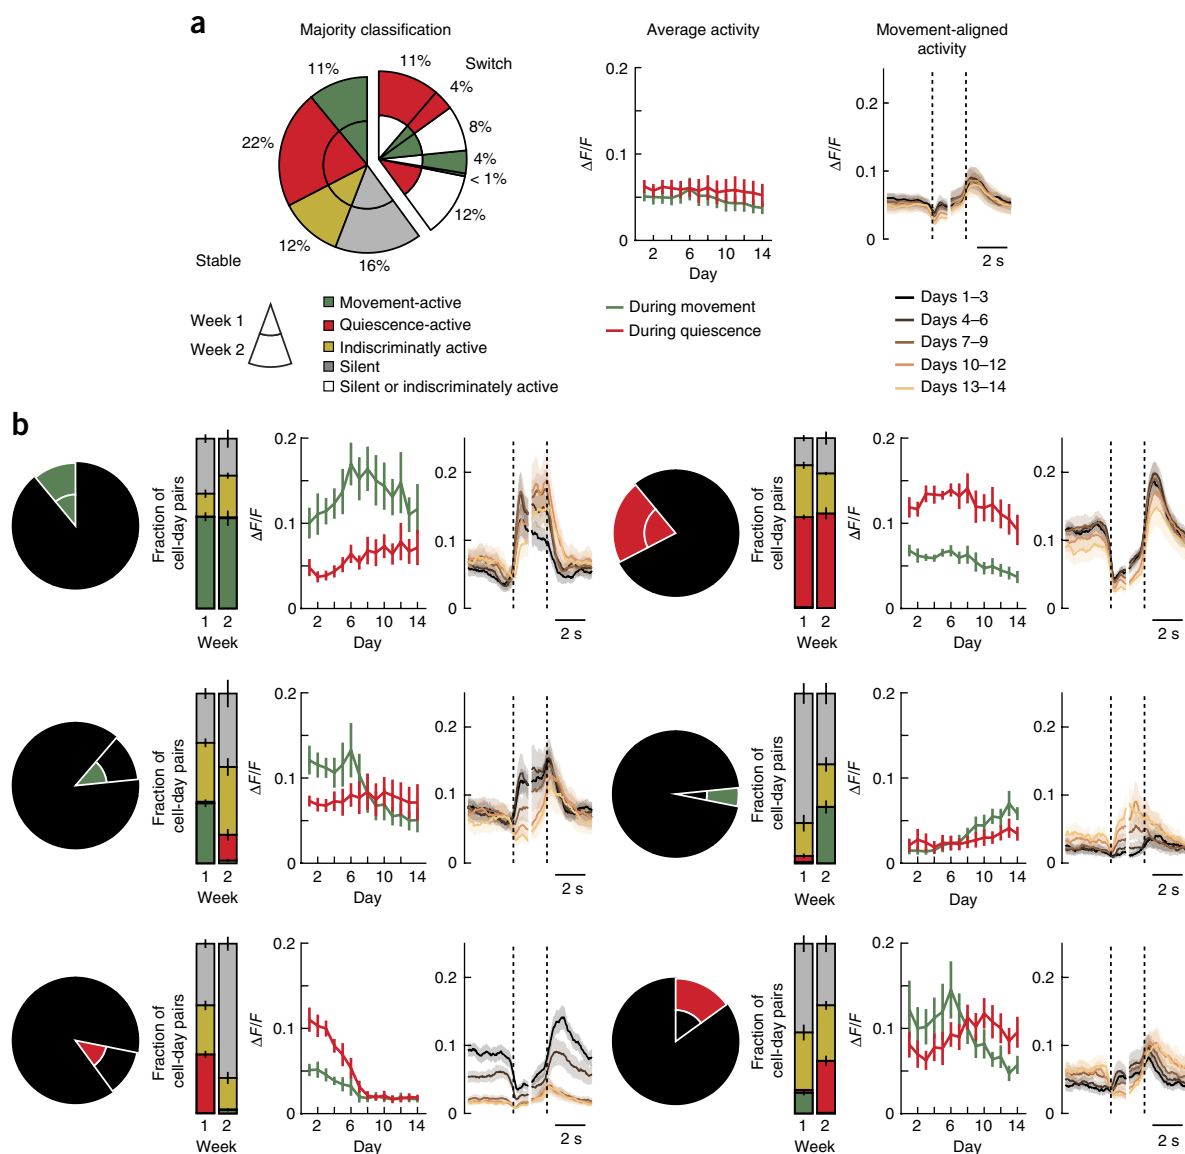 a
Majority classification
Average activity
Movement-aligned
activity
11%
11%
Switch
4%
8%
22%
4%
< 1%
12%
12%
16%
Stable
ΔF/F
0.2
0.1
0
2 6 10 14
Day
ΔF/F
0.2
0.1
0
2 s
Week 1
Week 2
Movement-active
Quiescence-active
Indiscriminatly active
Silent
Silent or indiscriminately active
During movement
During quiescence
Days 1–3
Days 4–6
Days 7–9
Days 10–12
Days 13–14
b
Fraction of
cell-day pairs
1 2
Week
ΔF/F
0.2
0.1
0
2 6 10 14
Day
0.2
0.1
0
2 s
Fraction of
cell-day pairs
1 2
Week
ΔF/F
0.2
0.1
0
2 6 10 14
Day
0.2
0.1
0
2 s
Fraction of
cell-day pairs
1 2
Week
ΔF/F
0.2
0.1
0
2 6 10 14
Day
0.2
0.1
0
2 s
Fraction of
cell-day pairs
1 2
Week
ΔF/F
0.2
0.1
0
2 6 10 14
Day
0.2
0.1
0
2 s
Fraction of
cell-day pairs
1 2
Week
ΔF/F
0.2
0.1
0
2 6 10 14
Day
0.2
0.1
0
2 s
Fraction of
cell-day pairs
1 2
Week
ΔF/F
0.2
0.1
0
2 6 10 14
Day
0.2
0.1
0
2 s